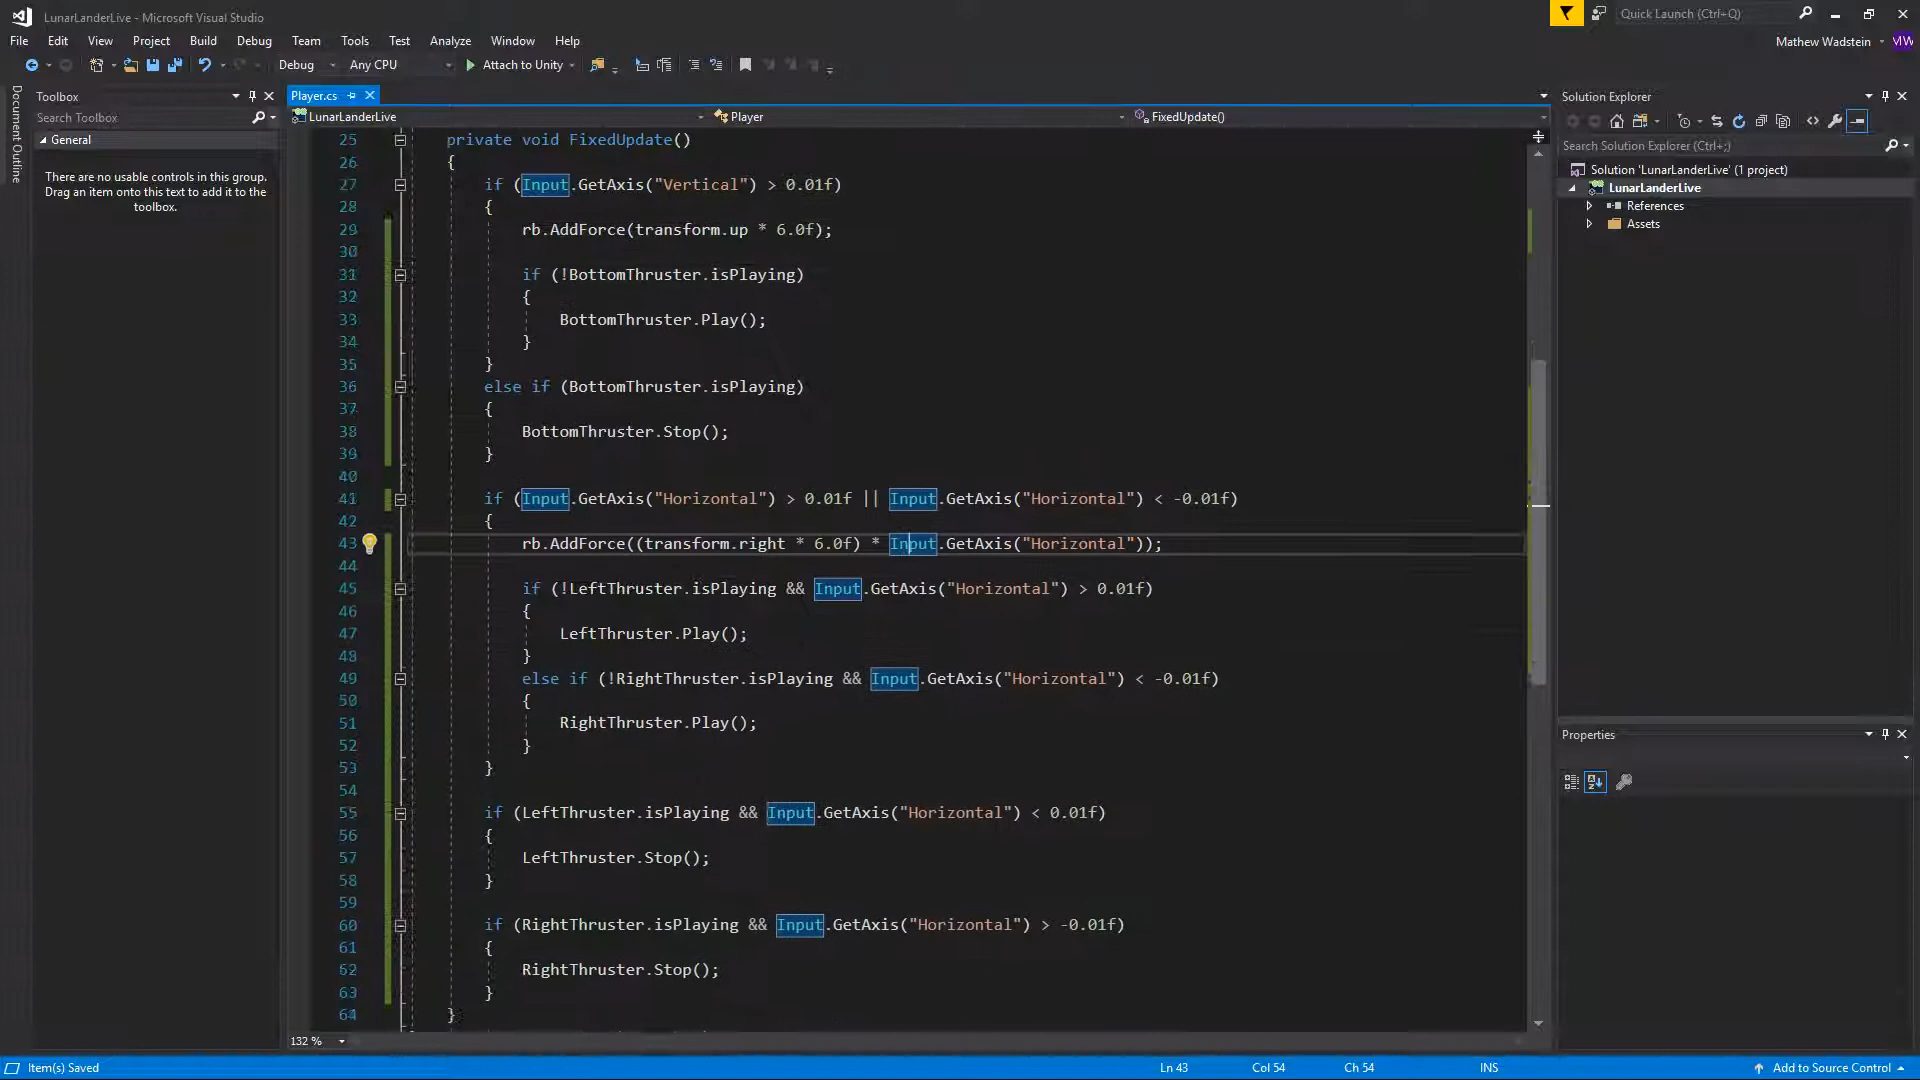 LunarLanderLive - Microsoft Visual Studio
Quick Launch (Ctrl+Q)
File Edit View Project Build Debug Team Tools Test Analyze Window Help
Mathew Wadstein MW
Debug Any CPU Attach to Unity
Document Outline
Toolbox
Search Toolbox
General
There are no usable controls in this group.
Drag an item onto this text to add it to the
toolbox.
Player.cs
LunarLanderLive Player FixedUpdate()
25 private void FixedUpdate()
26 {
27 if (Input.GetAxis("Vertical") > 0.01f)
28 {
29 rb.AddForce(transform.up * 6.0f);
30
31 if (!BottomThruster.isPlaying)
32 {
33 BottomThruster.Play();
34 }
35 }
36 else if (BottomThruster.isPlaying)
37 {
38 BottomThruster.Stop();
39 }
40
41 if (Input.GetAxis("Horizontal") > 0.01f || Input.GetAxis("Horizontal") < -0.01f)
42 {
43 rb.AddForce((transform.right * 6.0f) * Input.GetAxis("Horizontal"));
44
45 if (!LeftThruster.isPlaying && Input.GetAxis("Horizontal") > 0.01f)
46 {
47 LeftThruster.Play();
48 }
49 else if (!RightThruster.isPlaying && Input.GetAxis("Horizontal") < -0.01f)
50 {
51 RightThruster.Play();
52 }
53 }
54
55 if (LeftThruster.isPlaying && Input.GetAxis("Horizontal") < 0.01f)
56 {
57 LeftThruster.Stop();
58 }
59
60 if (RightThruster.isPlaying && Input.GetAxis("Horizontal") > -0.01f)
61 {
62 RightThruster.Stop();
63 }
64 }
132 %
Solution Explorer
Search Solution Explorer (Ctrl+;)
Solution 'LunarLanderLive' (1 project)
LunarLanderLive
References
Assets
Properties
Item(s) Saved Ln 43 Col 54 Ch 54 INS Add to Source Control